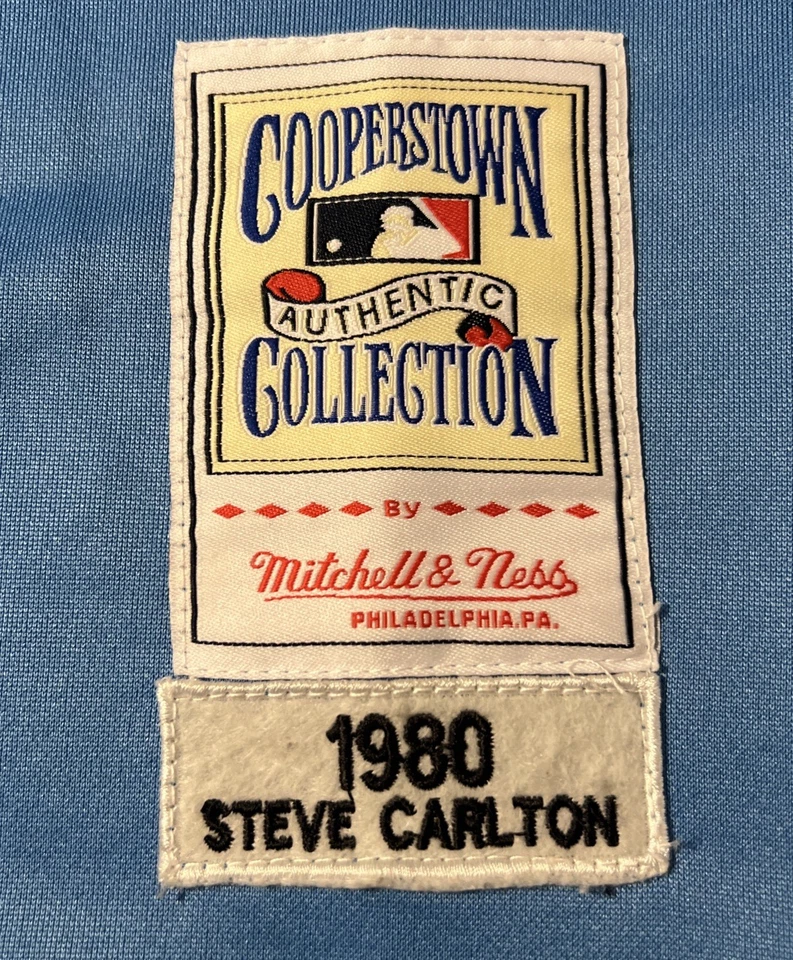 COOPERSTOWN
AUTHENTIC
COLLECTION
BY
Mitchell & Ness
PHILADELPHIA, PA.
1980
STEVE CARLTON